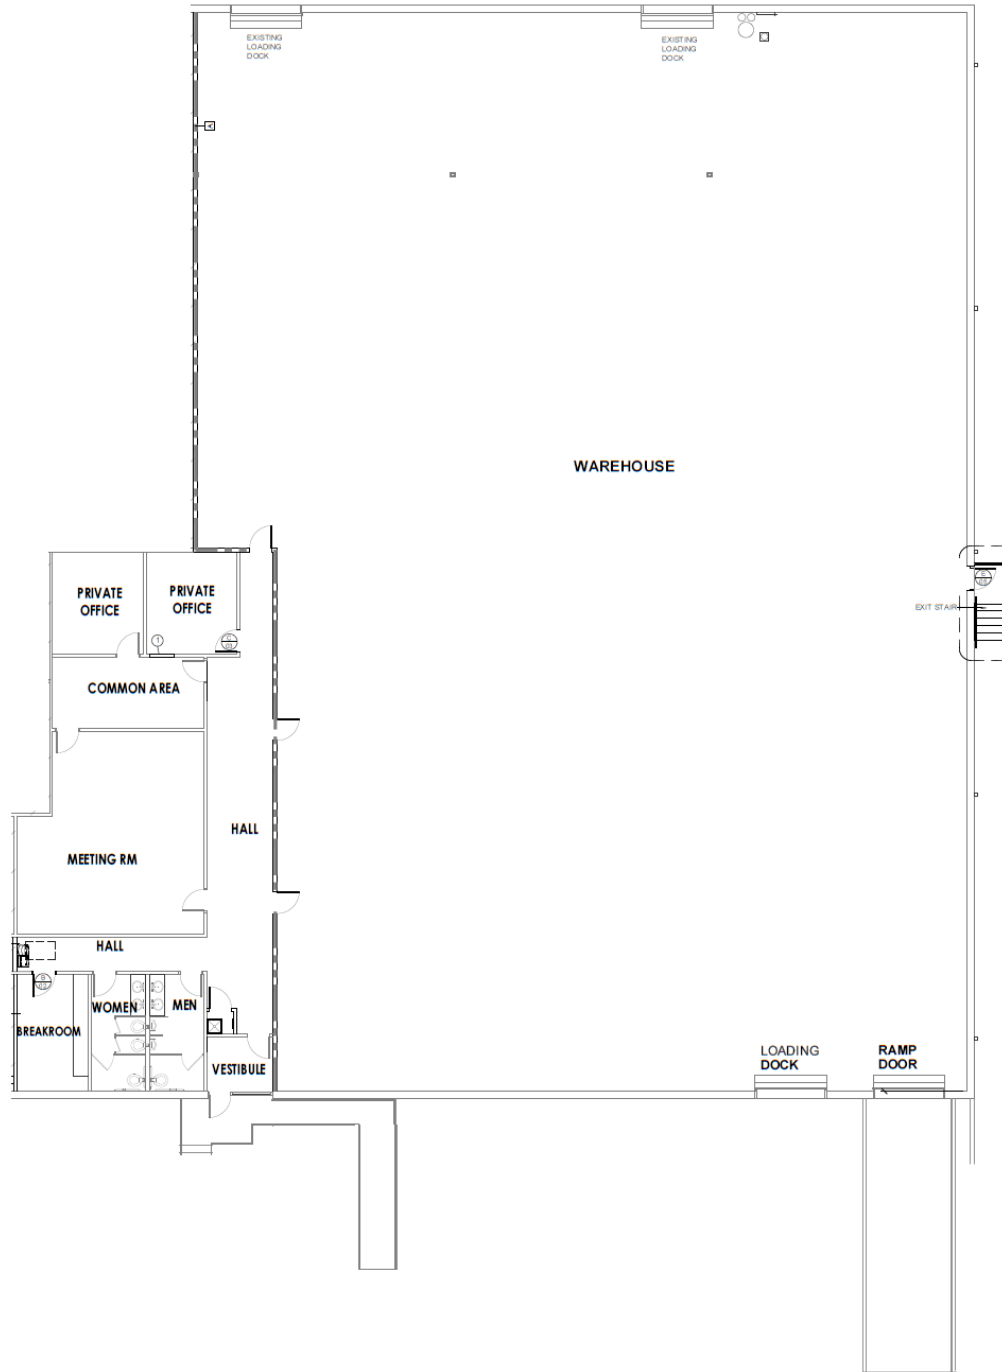 EXISTING
LOADING
DOCK
EXISTING
LOADING
DOCK
WAREHOUSE
PRIVATE
OFFICE
PRIVATE
OFFICE
EXIT STAIR
1
COMMON AREA
HALL
MEETING RM
HALL
WOMEN
MEN
BREAKROOM
VESTIBULE
LOADING
DOCK
RAMP
DOOR